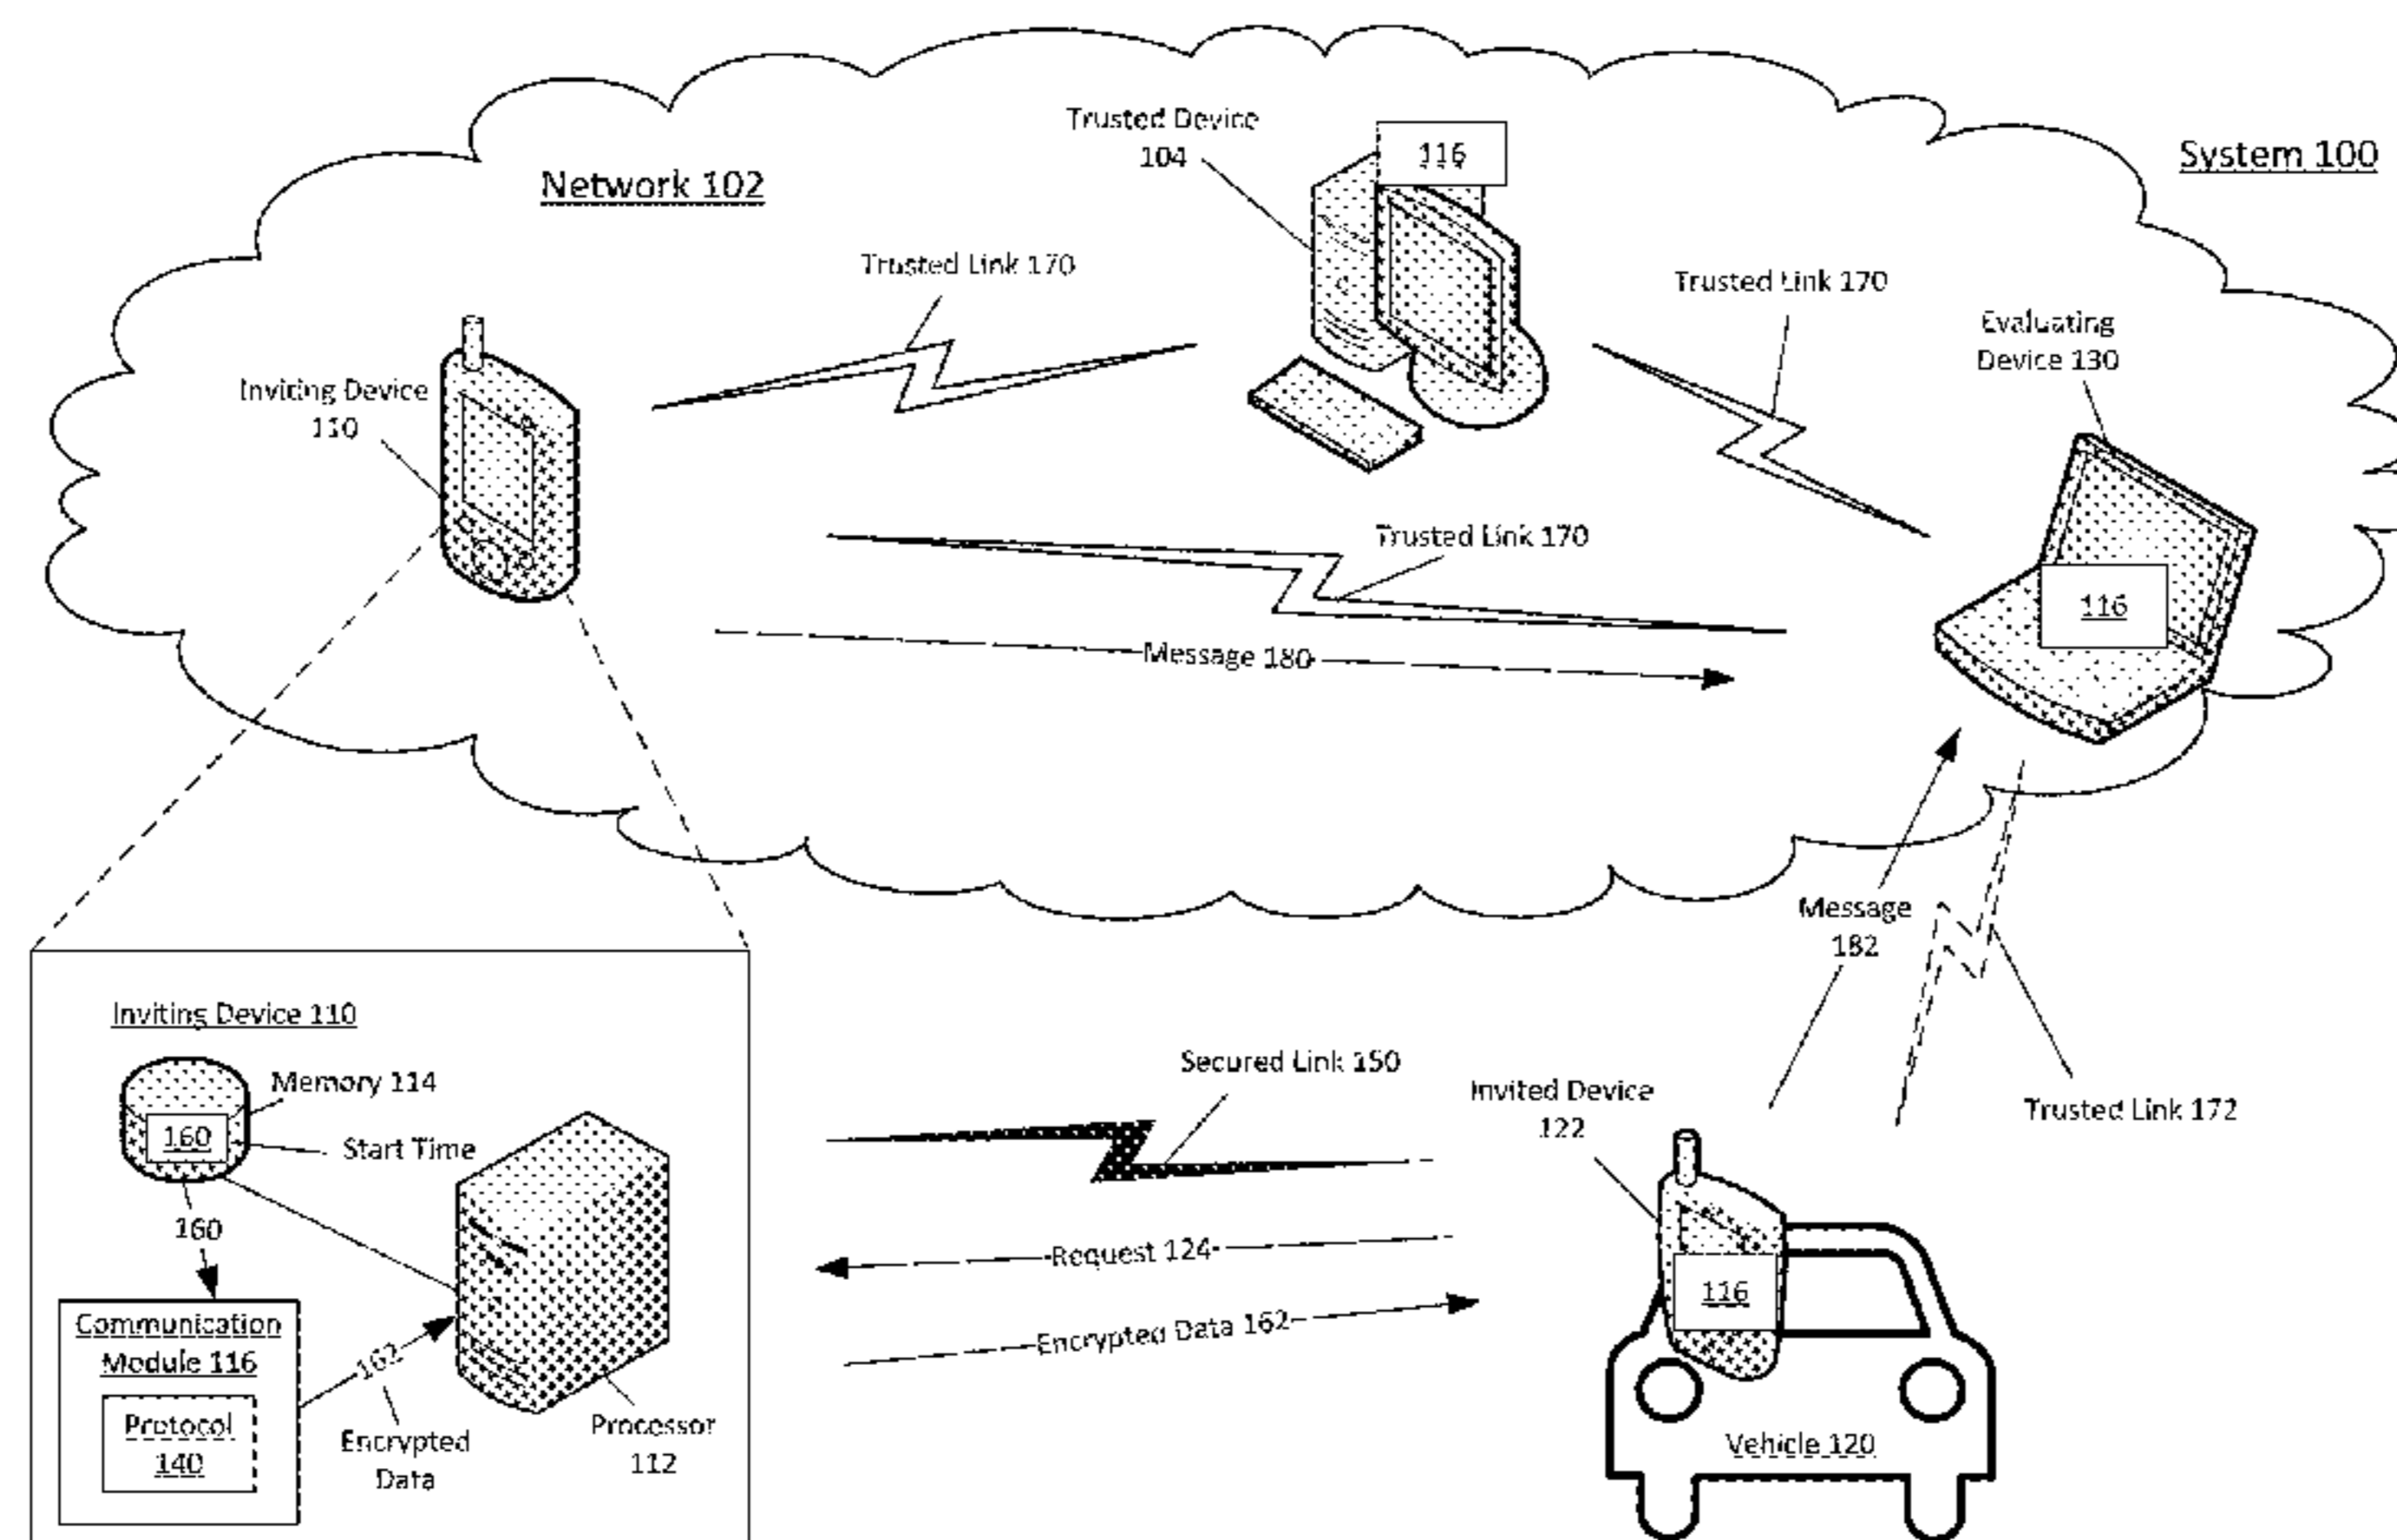 Trusted Device
104
116
System 100
Network 102
Trusted Link 170
Trusted Link 170
Evaluating
Device 130
Inviting Device
110
Trusted Link 170
116
Message 180
Message
182
Inviting Device 110
Memory 114
160
Start Time
160
Communication
Module 116
Protocol
140
162
Encrypted
Data
Processor
112
Secured Link 150
Invited Device
122
Trusted Link 172
Request 124
116
Encrypted Data 162
Vehicle 120